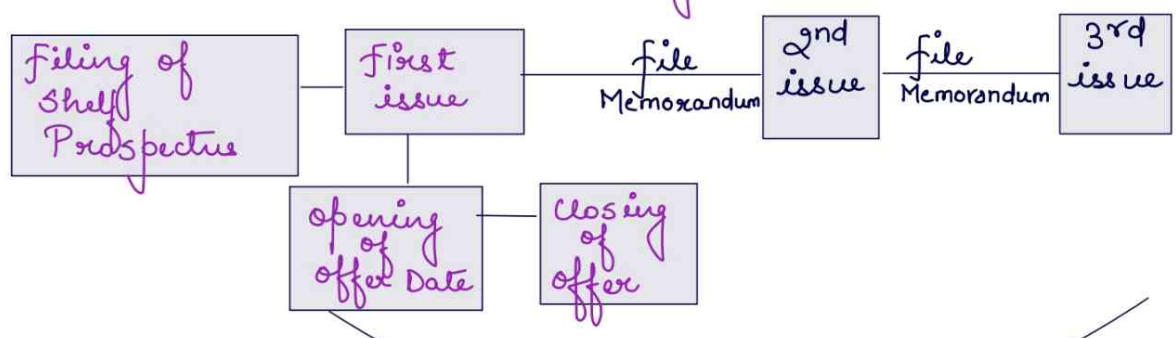 Filing of
Shelf
Prospectus
First
issue
file
Memorandum
2nd
issue
file
Memorandum
3rd
issue
opening
of
offer Date
Closing
of
offer